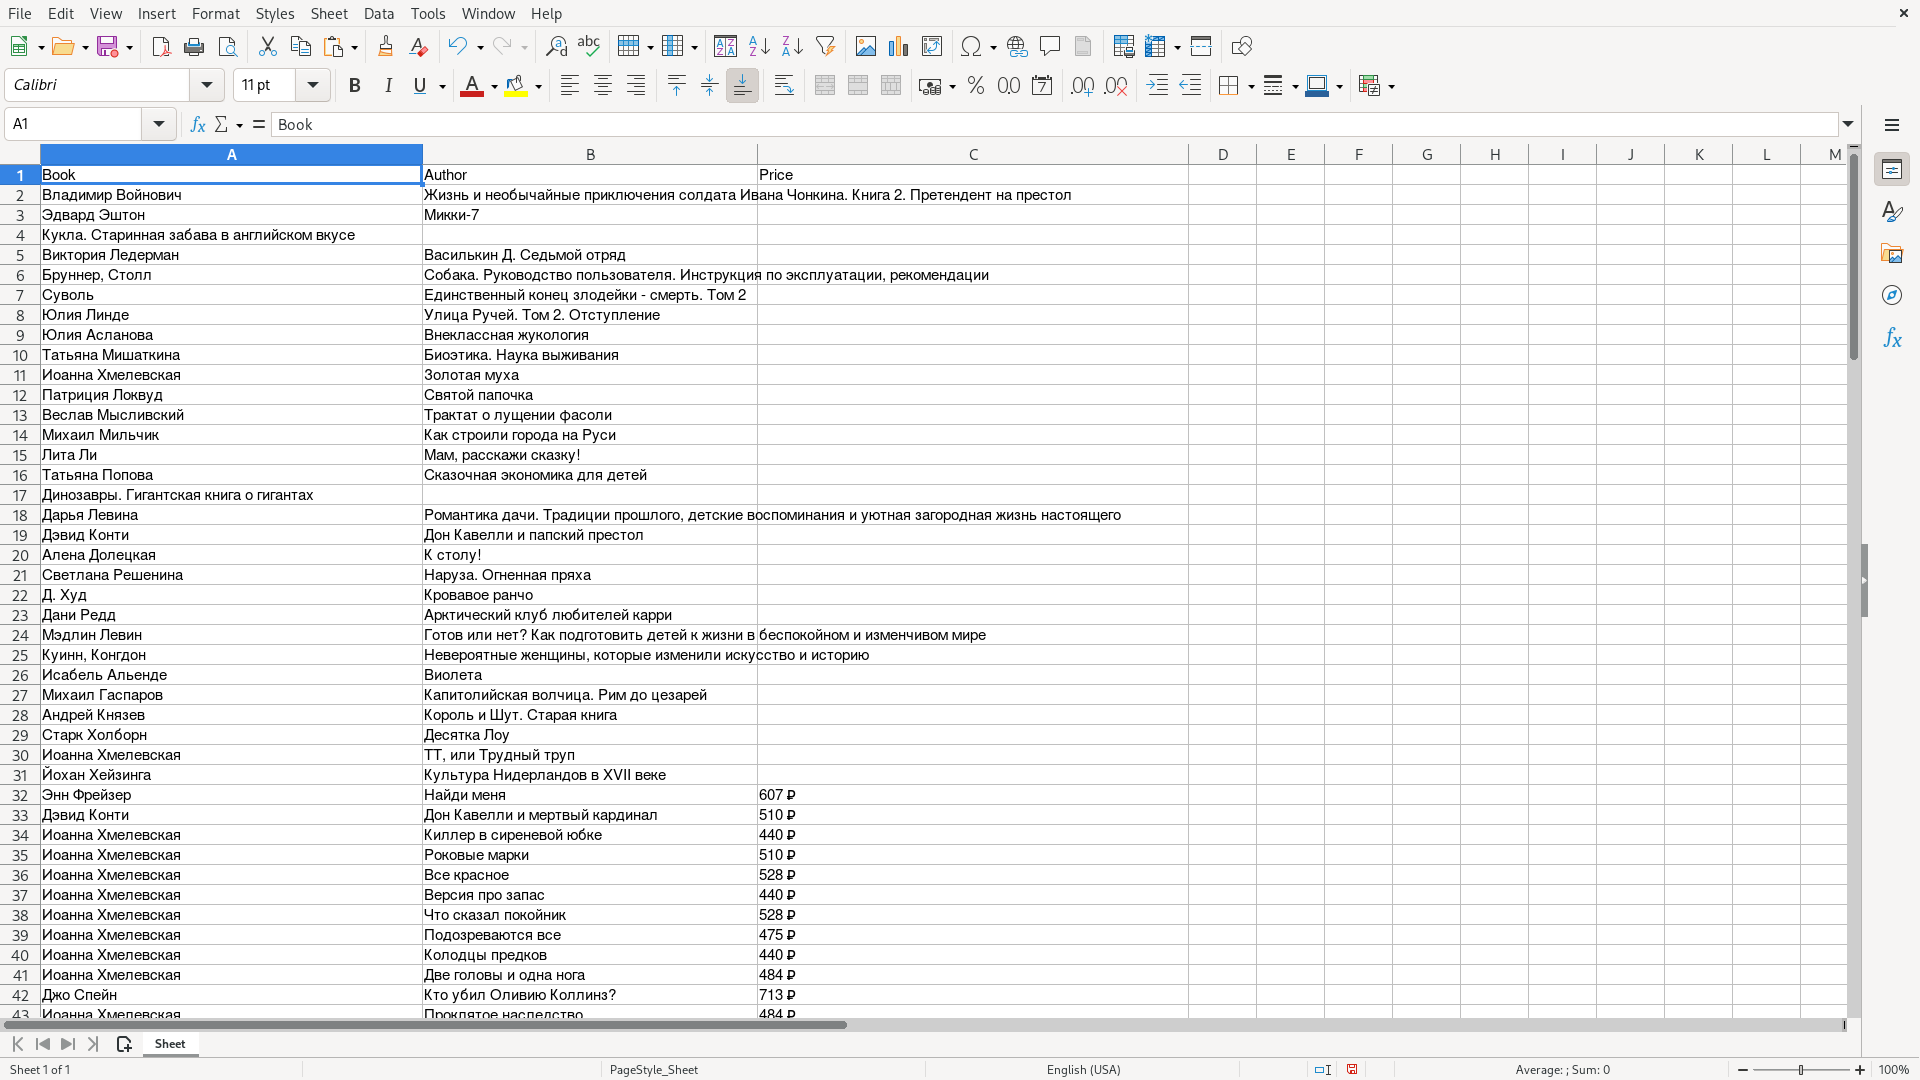 File Edit View Insert Format Styles Sheet Data Tools Window Help
Calibri 11 pt
A1 Book
A B C D E F G H I J K L M
1 Book Author Price
2 Владимир Войнович Жизнь и необычайные приключения солдата Ивана Чонкина. Книга 2. Претендент на престол
3 Эдвард Эштон Микки-7
4 Кукла. Старинная забава в английском вкусе
5 Виктория Ледерман Василькин Д. Седьмой отряд
6 Бруннер, Столл Собака. Руководство пользователя. Инструкция по эксплуатации, рекомендации
7 Суволь Единственный конец злодейки - смерть. Том 2
8 Юлия Линде Улица Ручей. Том 2. Отступление
9 Юлия Асланова Внеклассная жукология
10 Татьяна Мишаткина Биоэтика. Наука выживания
11 Иоанна Хмелевская Золотая муха
12 Патриция Локвуд Святой папочка
13 Веслав Мысливский Трактат о лущении фасоли
14 Михаил Мильчик Как строили города на Руси
15 Лита Ли Мам, расскажи сказку!
16 Татьяна Попова Сказочная экономика для детей
17 Динозавры. Гигантская книга о гигантах
18 Дарья Левина Романтика дачи. Традиции прошлого, детские воспоминания и уютная загородная жизнь настоящего
19 Дэвид Конти Дон Кавелли и папский престол
20 Алена Долецкая К столу!
21 Светлана Решенина Наруза. Огненная пряха
22 Д. Худ Кровавое ранчо
23 Дани Редд Арктический клуб любителей карри
24 Мэдлин Левин Готов или нет? Как подготовить детей к жизни в беспокойном и изменчивом мире
25 Куинн, Конгдон Невероятные женщины, которые изменили искусство и историю
26 Исабель Альенде Виолета
27 Михаил Гаспаров Капитолийская волчица. Рим до цезарей
28 Андрей Князев Король и Шут. Старая книга
29 Старк Холборн Десятка Лоу
30 Иоанна Хмелевская ТТ, или Трудный труп
31 Йохан Хейзинга Культура Нидерландов в XVII веке
32 Энн Фрейзер Найди меня 607 ₽
33 Дэвид Конти Дон Кавелли и мертвый кардинал 510 ₽
34 Иоанна Хмелевская Киллер в сиреневой юбке 440 ₽
35 Иоанна Хмелевская Роковые марки 510 ₽
36 Иоанна Хмелевская Все красное 528 ₽
37 Иоанна Хмелевская Версия про запас 440 ₽
38 Иоанна Хмелевская Что сказал покойник 528 ₽
39 Иоанна Хмелевская Подозреваются все 475 ₽
40 Иоанна Хмелевская Колодцы предков 440 ₽
41 Иоанна Хмелевская Две головы и одна нога 484 ₽
42 Джо Спейн Кто убил Оливию Коллинз? 713 ₽
43 Иоанна Хмелевская Проклятое наследство 484 ₽
Sheet
Sheet 1 of 1 PageStyle_Sheet English (USA) Average: ; Sum: 0 100%